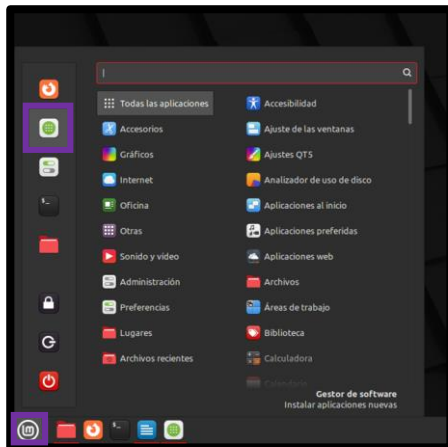 Todas las aplicaciones
Accesorios
Gráficos
Internet
Oficina
Otras
Sonido y video
Administración
Preferencias
Lugares
Archivos recientes
Accesibilidad
Ajuste de las ventanas
Ajustes QT5
Analizador de uso de disco
Aplicaciones al inicio
Aplicaciones preferidas
Aplicaciones web
Archivos
Áreas de trabajo
Biblioteca
Calculadora
Calendario
Gestor de software
Instalar aplicaciones nuevas